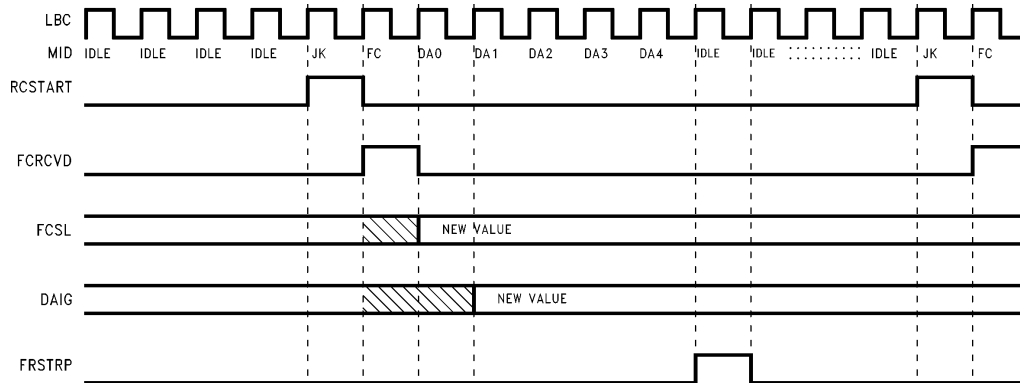 LBC
MID IDLE IDLE IDLE IDLE JK FC DA0 DA1 DA2 DA3 DA4 IDLE IDLE IDLE JK FC
RCSTART
FCRCVD
FCSL NEW VALUE
DAIG NEW VALUE
FRSTRP